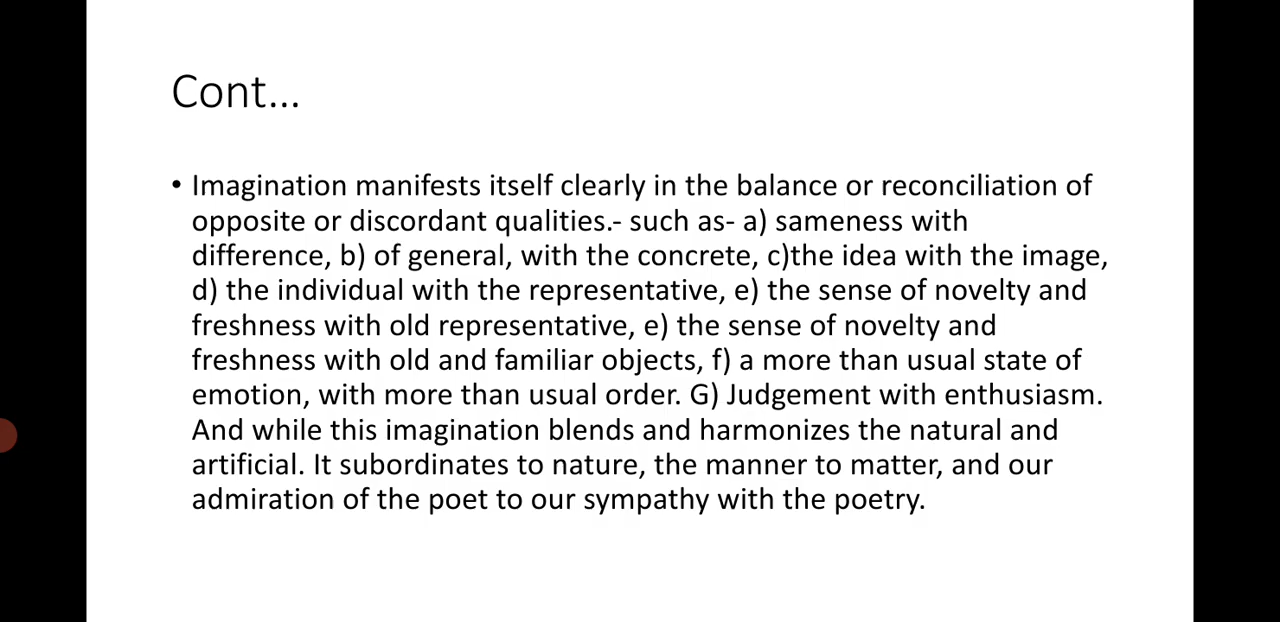 Cont...
• Imagination manifests itself clearly in the balance or reconciliation of
opposite or discordant qualities.- such as- a) sameness with
difference, b) of general, with the concrete, c)the idea with the image,
d) the individual with the representative, e) the sense of novelty and
freshness with old representative, e) the sense of novelty and
freshness with old and familiar objects, f) a more than usual state of
emotion, with more than usual order. G) Judgement with enthusiasm.
And while this imagination blends and harmonizes the natural and
artificial. It subordinates to nature, the manner to matter, and our
admiration of the poet to our sympathy with the poetry.